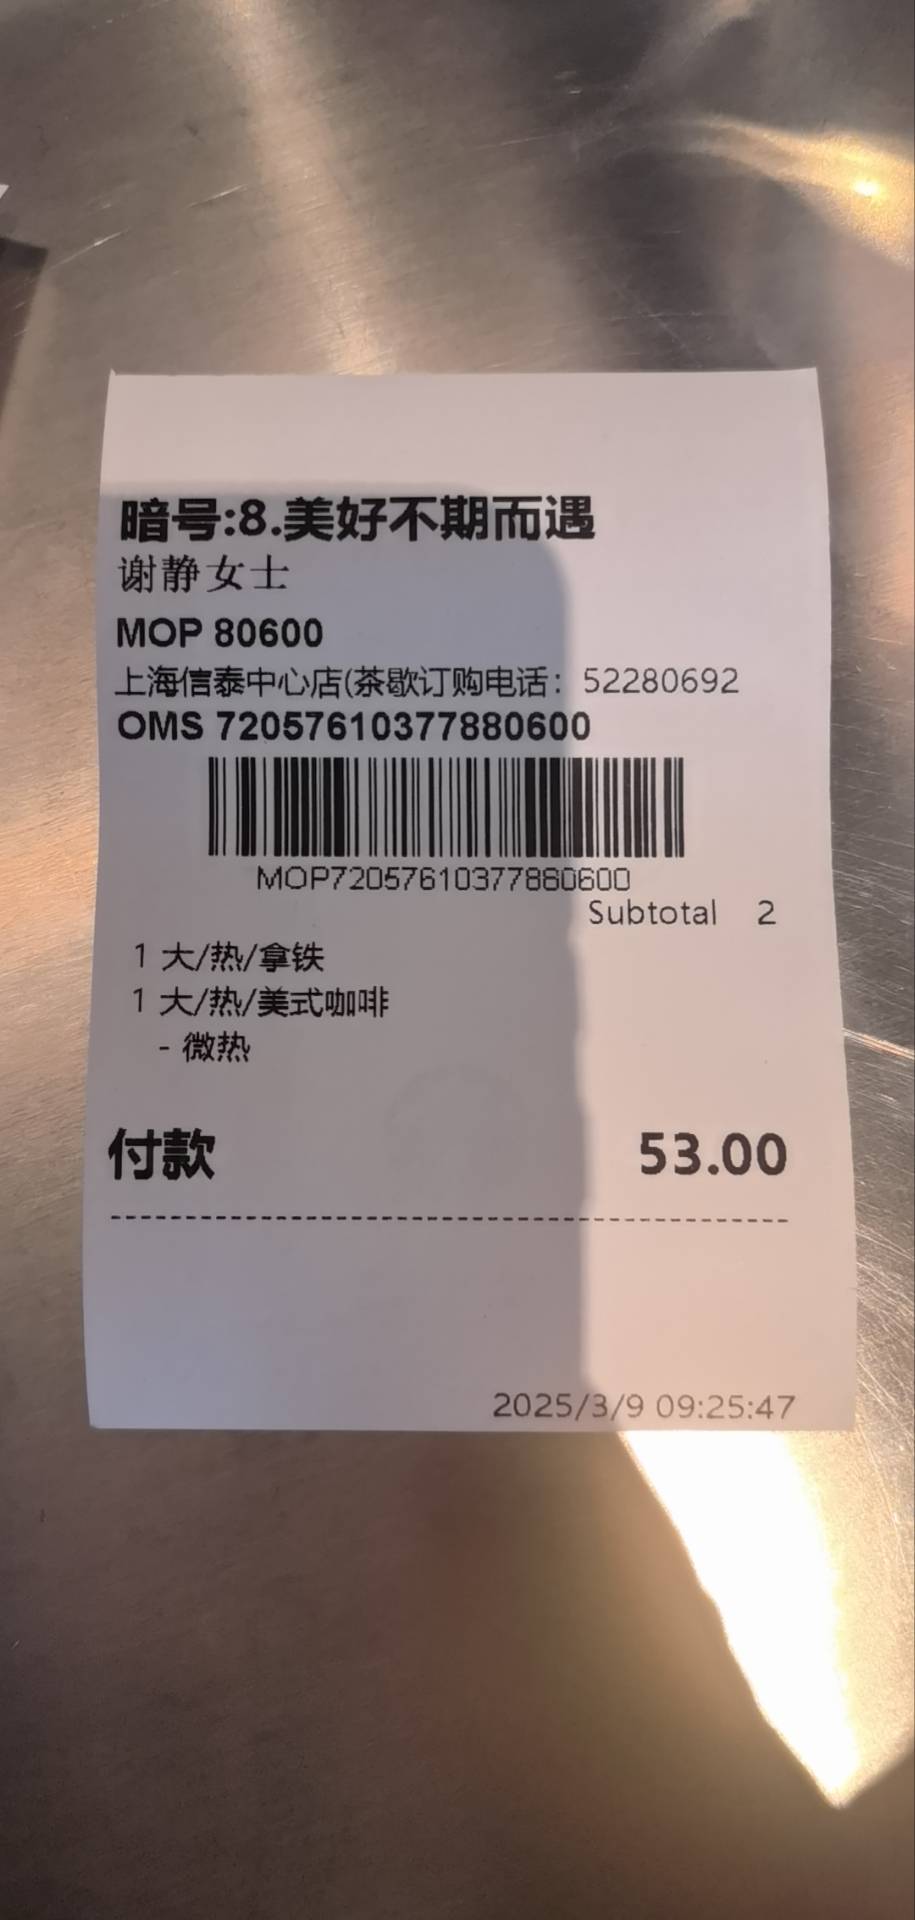 暗号:8.美好不期而遇
谢静女士
MOP 80600
上海信泰中心店(茶歇订购电话：52280692
OMS 72057610377880600
MOP72057610377880600
Subtotal 2
1 大/热/拿铁
1 大/热/美式咖啡
- 微热
付款 53.00
2025/3/9 09:25:47